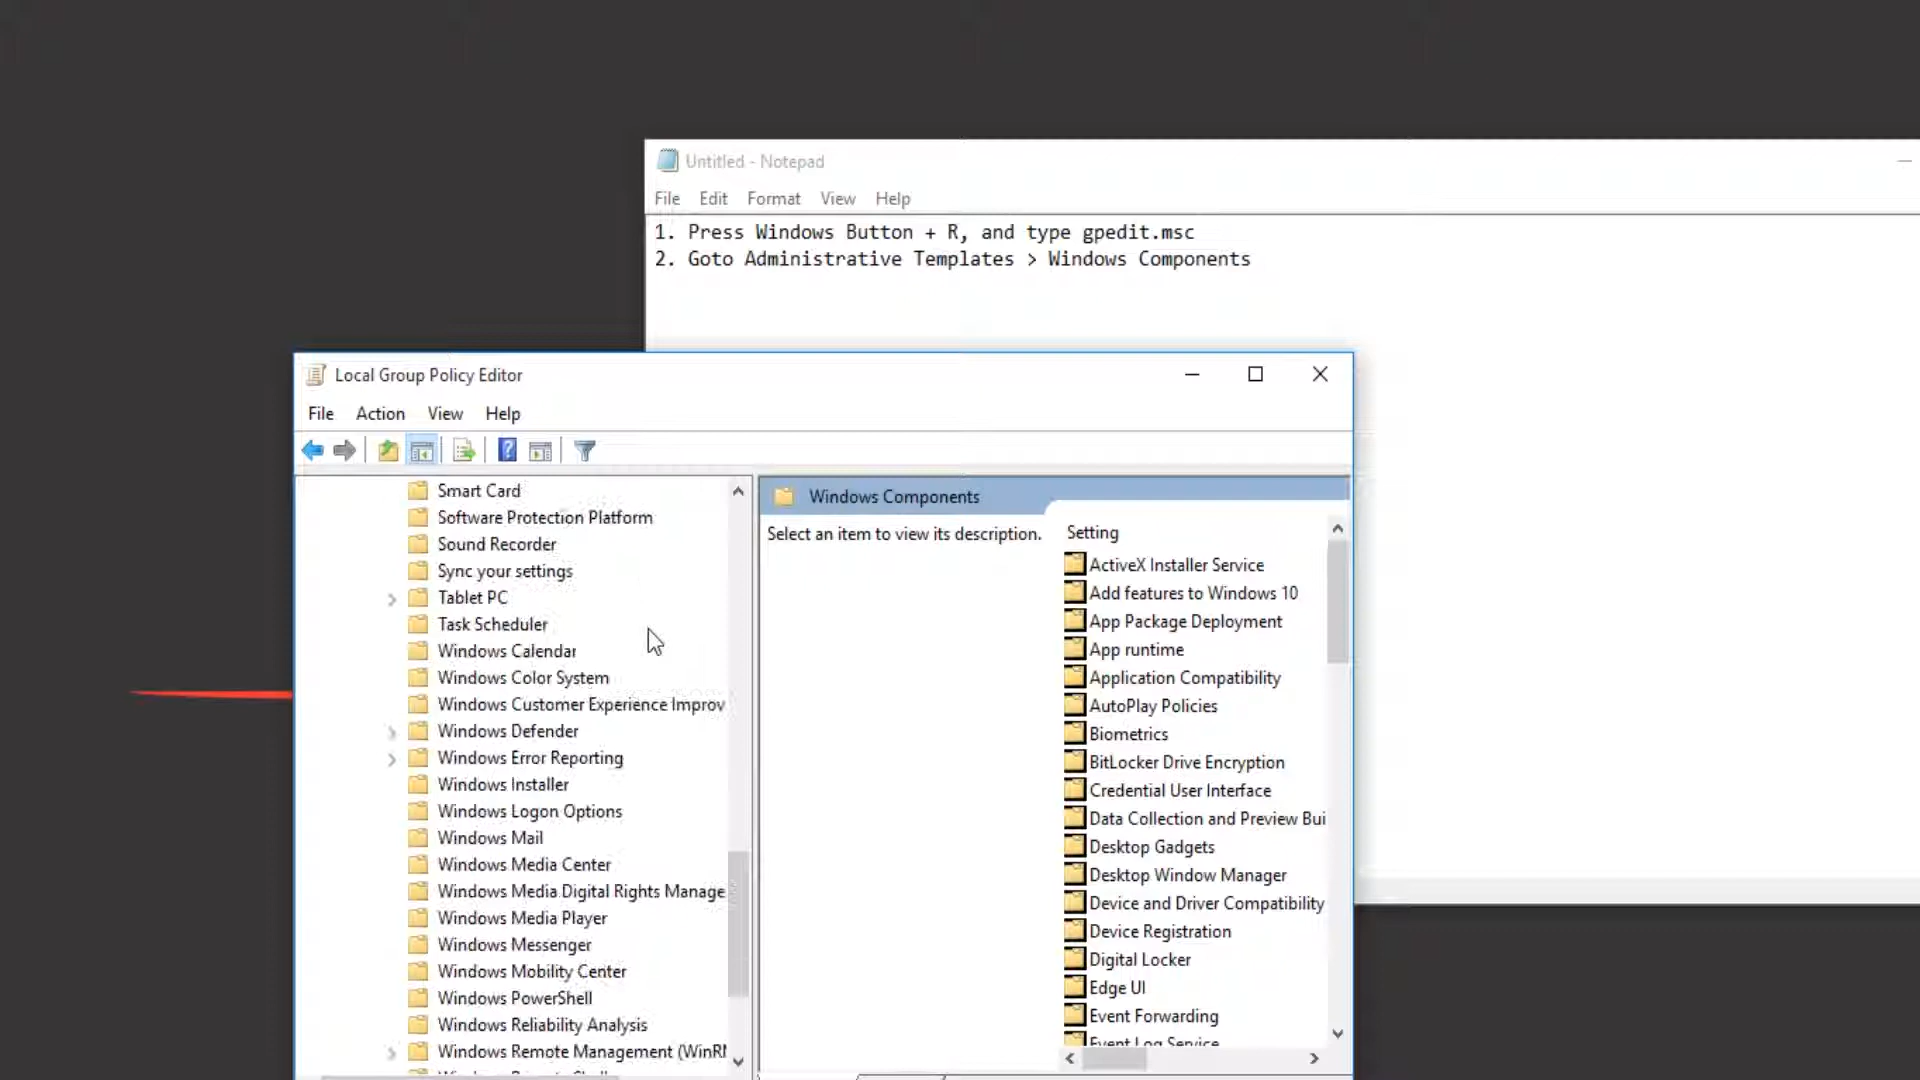 Untitled - Notepad
File Edit Format View Help
1. Press Windows Button + R, and type gpedit.msc
2. Goto Administrative Templates > Windows Components
Local Group Policy Editor
File Action View Help
Smart Card
Software Protection Platform
Sound Recorder
Sync your settings
Tablet PC
Task Scheduler
Windows Calendar
Windows Color System
Windows Customer Experience Improv
Windows Defender
Windows Error Reporting
Windows Installer
Windows Logon Options
Windows Mail
Windows Media Center
Windows Media Digital Rights Manage
Windows Media Player
Windows Messenger
Windows Mobility Center
Windows PowerShell
Windows Reliability Analysis
Windows Remote Management (WinRM
Windows Components
Select an item to view its description.
Setting
ActiveX Installer Service
Add features to Windows 10
App Package Deployment
App runtime
Application Compatibility
AutoPlay Policies
Biometrics
BitLocker Drive Encryption
Credential User Interface
Data Collection and Preview Bui
Desktop Gadgets
Desktop Window Manager
Device and Driver Compatibility
Device Registration
Digital Locker
Edge UI
Event Forwarding
Event Log Service